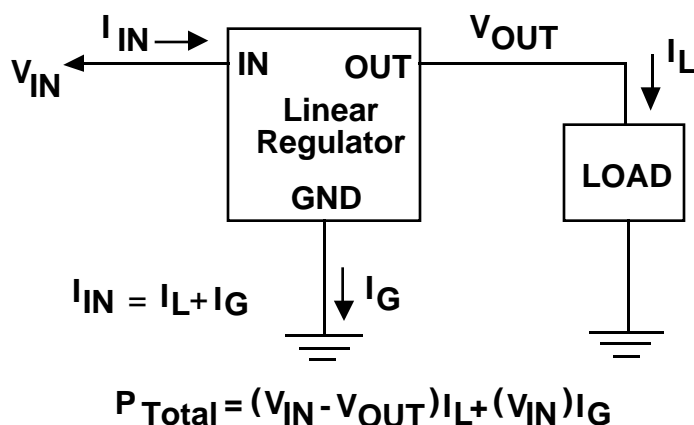 I IN
V IN
IN
OUT
Linear
Regulator
GND
V OUT
I L
LOAD
I IN = I L + I G
I G
P Total = (V IN - V OUT) I L + (V IN) I G